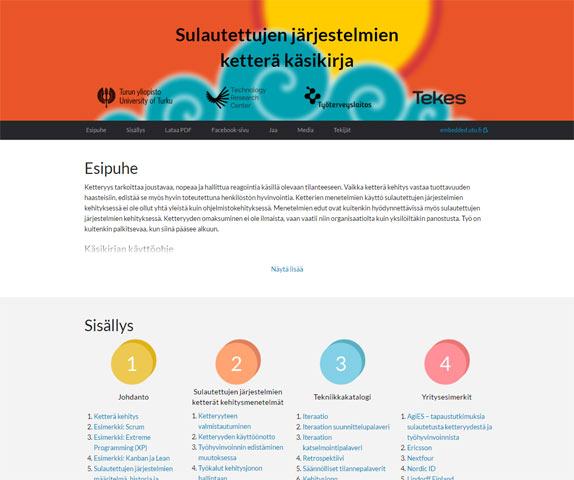 Sulautettujen järjestelmien
ketterä käsikirja
Turun yliopisto
University of Turku
Technology
Research
Center
Työterveyslaitos
Tekes
Esipuhe Sisällys Lataa PDF Facebook-sivu Jaa Media Tekijät embedded.utu.fi
Esipuhe
Ketteryys tarkoittaa joustavaa, nopeaa ja hallittua reagointia käsillä olevaan tilanteeseen. Vaikka ketterä kehitys vastaa tuottavuuden
haasteisiin, edistää se myös hyvin toteutettuna henkilöstön hyvinvointia. Ketterien menetelmien käyttö sulautettujen järjestelmien
kehityksessä ei ole ollut yhtä yleistä kuin ohjelmistokehityksessä. Menetelmien edut ovat kuitenkin hyödynnettävissä myös sulautettujen
järjestelmien kehityksessä. Ketteryyden omaksuminen ei ole ilmaista, vaan vaatii niin organisaatiolta kuin yksilöiltäkin panostusta. Työ on
kuitenkin palkitsevaa, kun siinä pääsee alkuun.
Käsikirjan käyttöohje
Näytä lisää
Sisällys
1
Johdanto
1. Ketterä kehitys
2. Esimerkki: Scrum
3. Esimerkki: Extreme
Programming (XP)
4. Esimerkki: Kanban ja Lean
5. Sulautettujen järjestelmien
määritelmä, historia ja
2
Sulautettujen järjestelmien
ketterät kehitysmenetelmät
1. Ketteryyteen
valmistautuminen
2. Ketteryyden käyttöönotto
3. Työhyvinvoinnin edistäminen
muutoksessa
4. Työkalut kehitysjonon
hallintaan
3
Tekniikkakatalogi
1. Iteraatio
2. Iteraation suunnittelupalaveri
3. Iteraation
katselmointipalaveri
4. Retrospektiivi
5. Säännölliset tilannepalaverit
6. Kehitysjono
4
Yritysesimerkit
1. AgiES – tapaustutkimuksia
sulautetusta ketteryydestä ja
työhyvinvoinnista
2. Ericsson
3. Nextfour
4. Nordic ID
5. Lindorff Finland